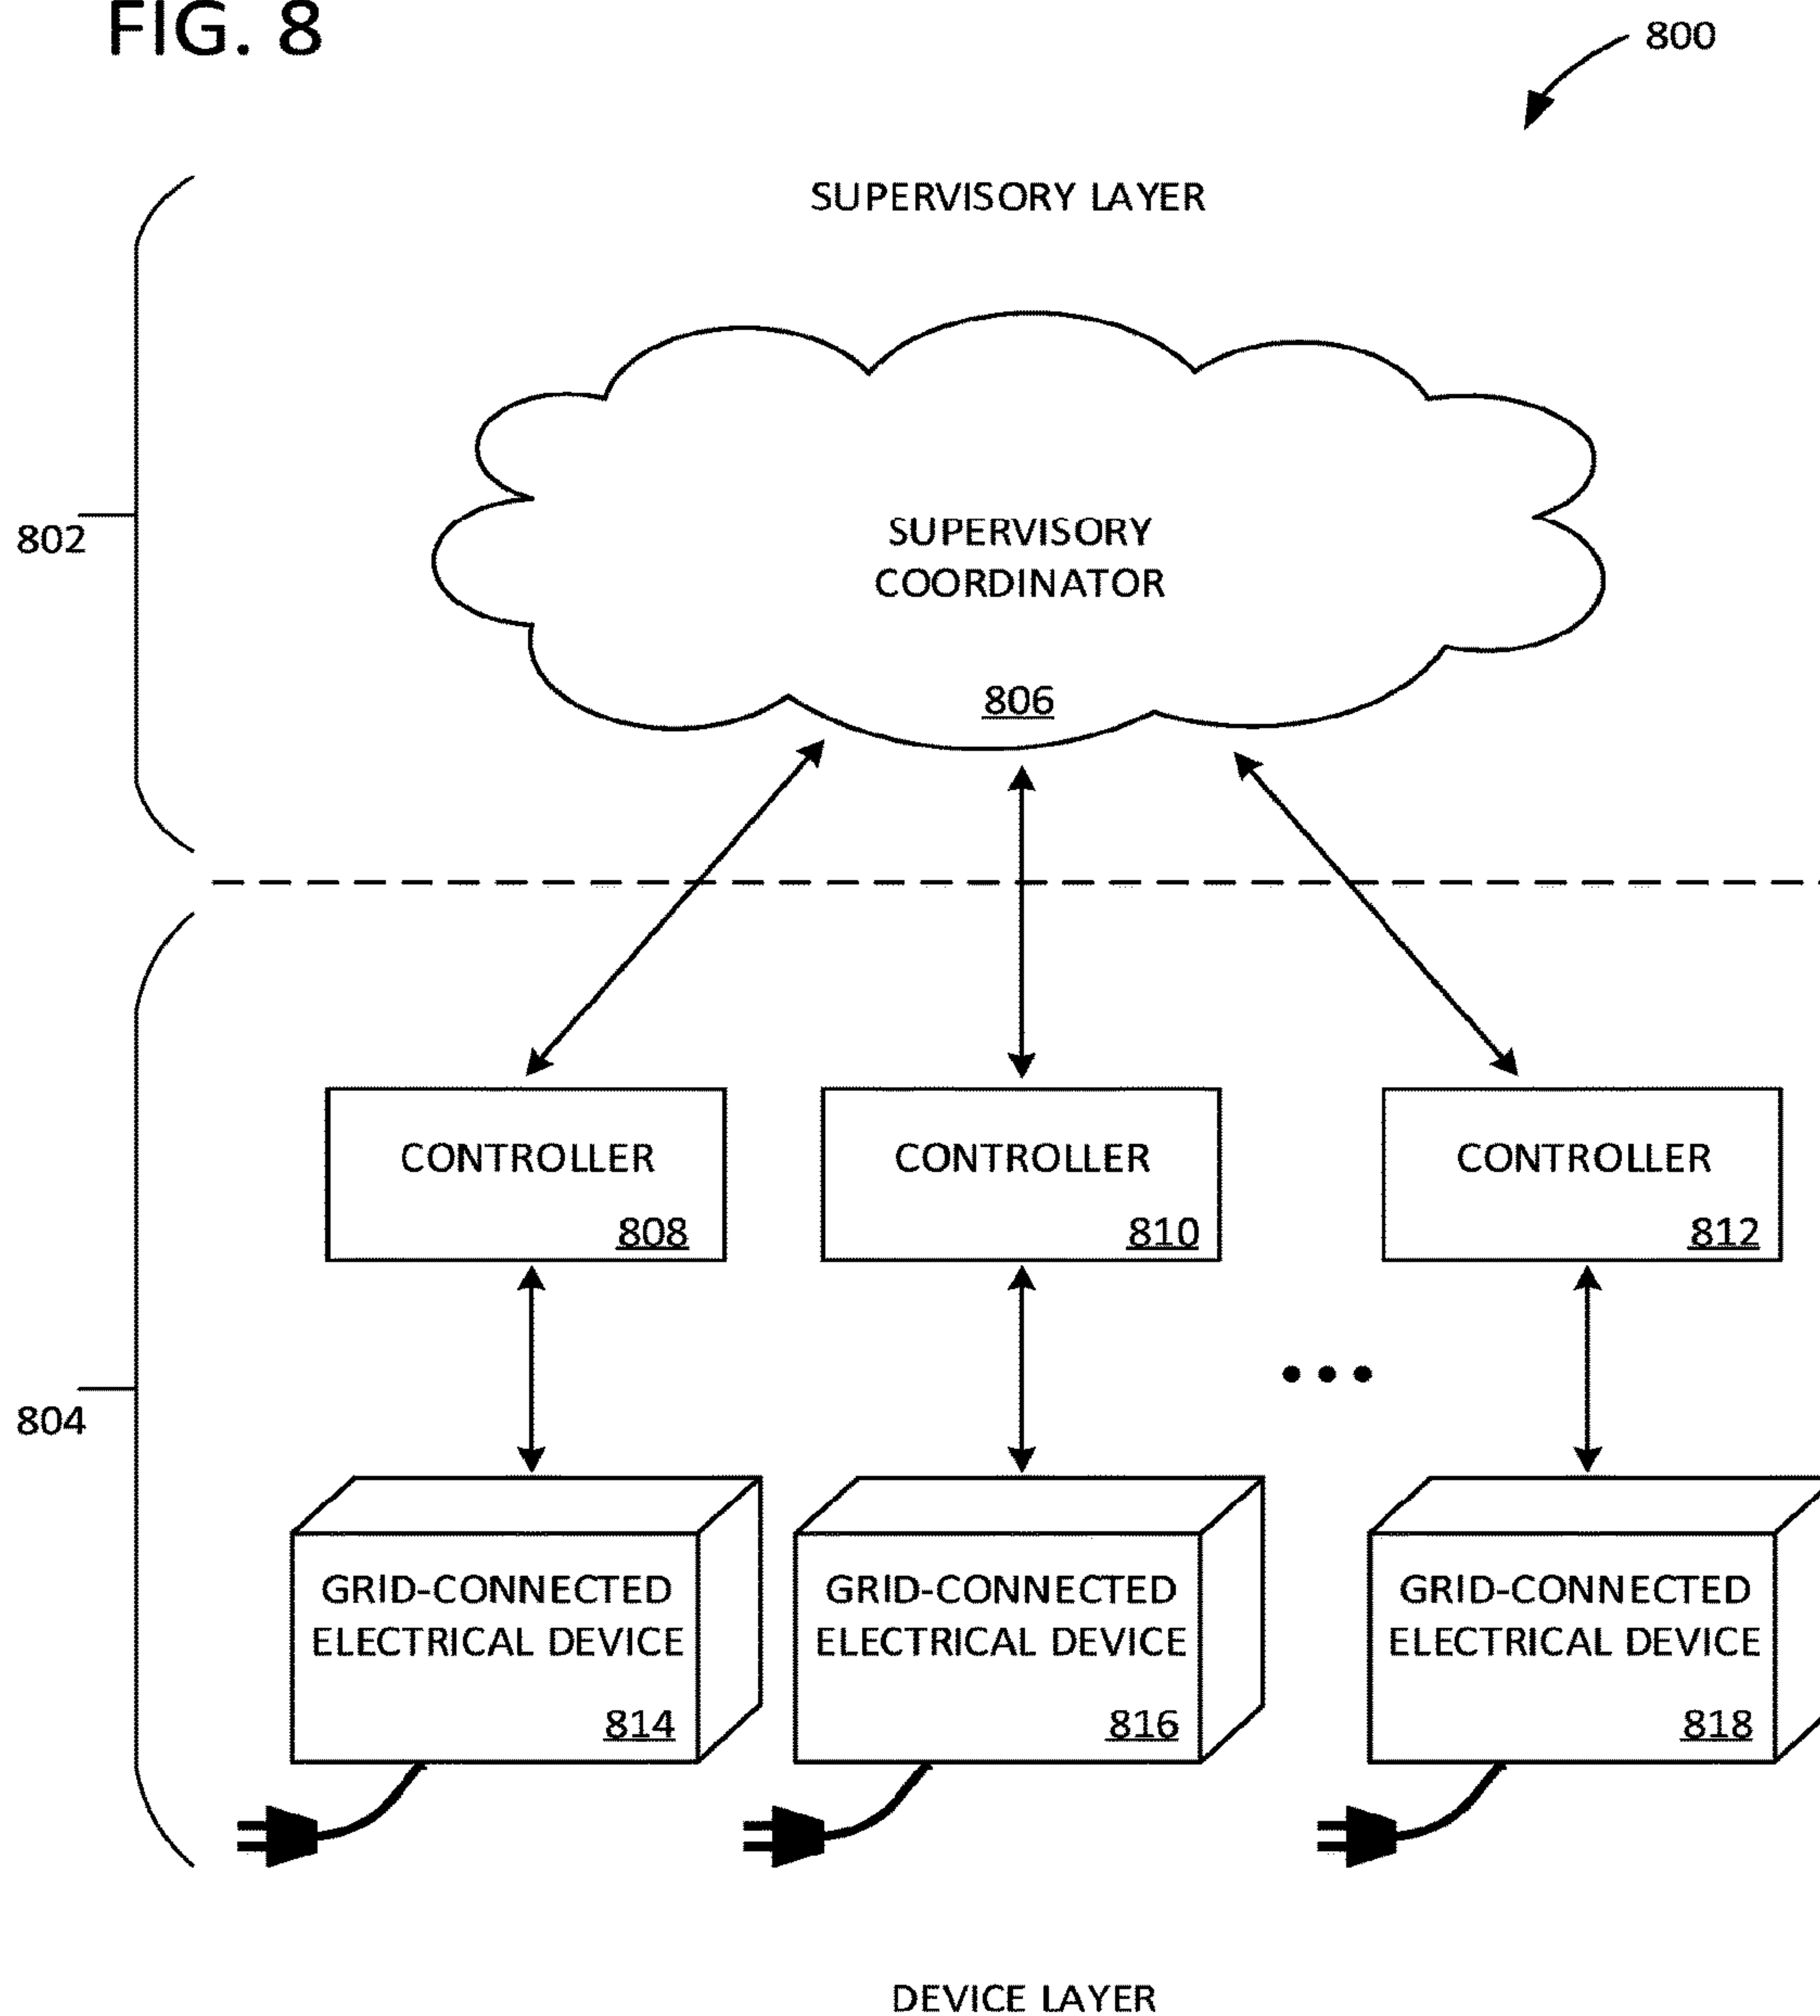 FIG. 8
800
SUPERVISORY LAYER
802
SUPERVISORY
COORDINATOR
806
CONTROLLER
808
CONTROLLER
810
CONTROLLER
812
804
GRID-CONNECTED
ELECTRICAL DEVICE
814
GRID-CONNECTED
ELECTRICAL DEVICE
816
GRID-CONNECTED
ELECTRICAL DEVICE
818
DEVICE LAYER